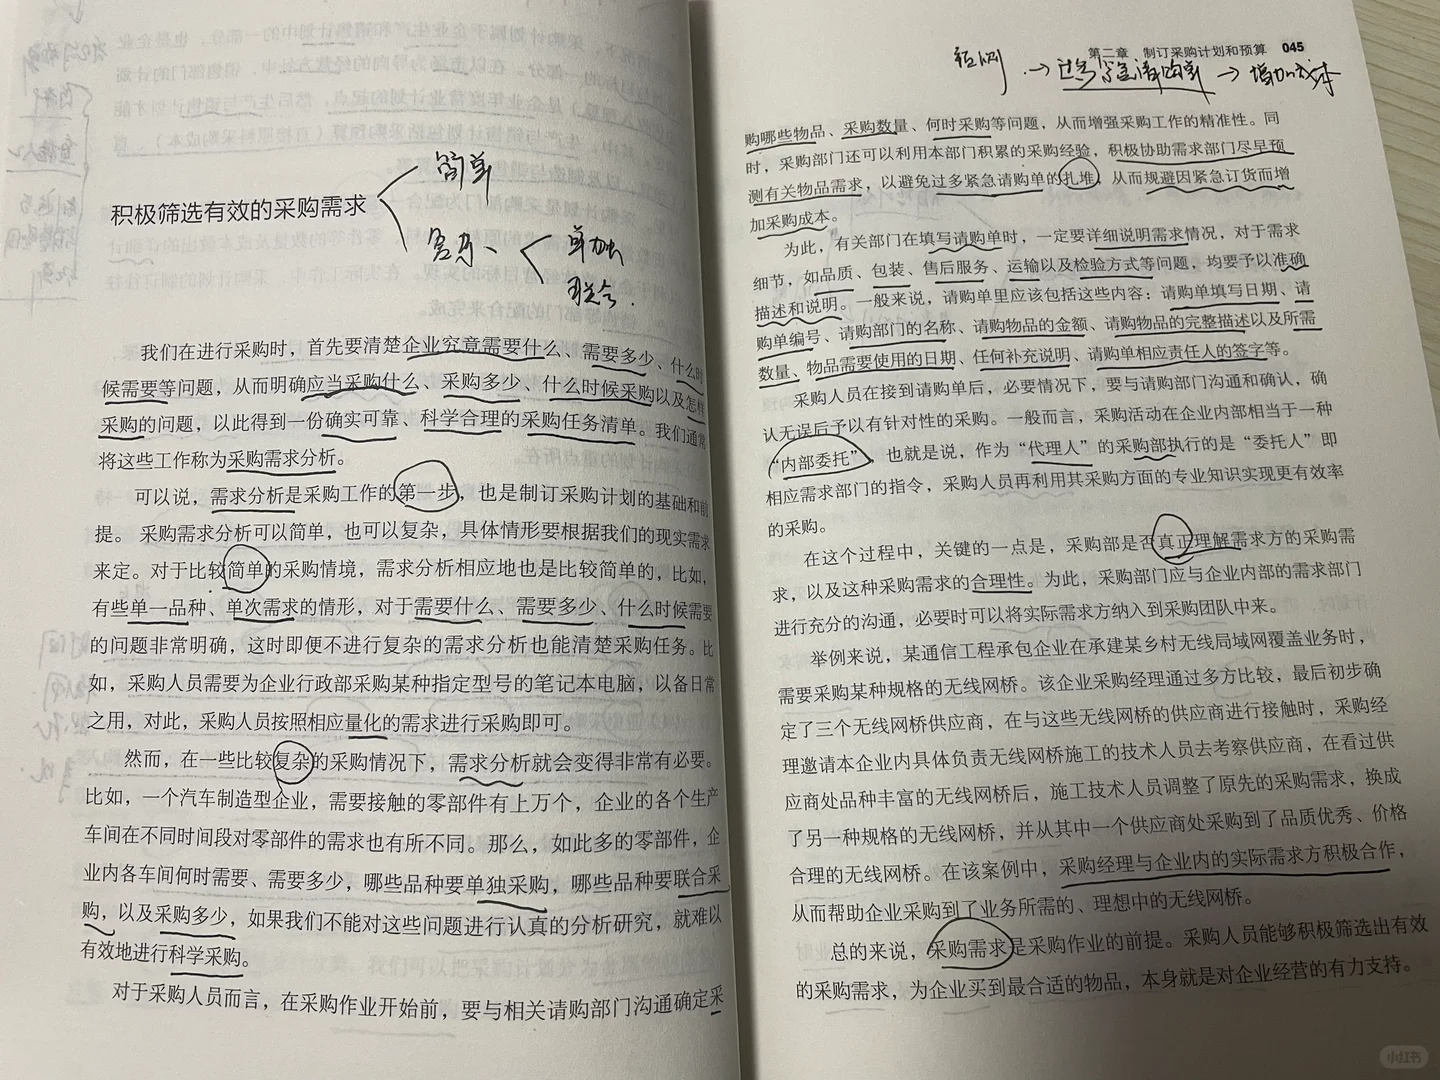 积极筛选有效的采购需求
简单
复杂
单独
联合
我们在进行采购时，首先要清楚企业究竟需要什么、需要多少、什么时
候需要等问题，从而明确应当采购什么、采购多少、什么时候采购以及怎样
采购的问题，以此得到一份确实可靠、科学合理的采购任务清单。我们通常
将这些工作称为采购需求分析。
可以说，需求分析是采购工作的第一步，也是制订采购计划的基础和前
提。采购需求分析可以简单，也可以复杂，具体情形要根据我们的现实需求
来定。对于比较简单的采购情境，需求分析相应地也是比较简单的，比如，
有些单一品种、单次需求的情形，对于需要什么、需要多少、什么时候需要
的问题非常明确，这时即便不进行复杂的需求分析也能清楚采购任务。比
如，采购人员需要为企业行政部采购某种指定型号的笔记本电脑，以备日常
之用，对此，采购人员按照相应量化的需求进行采购即可。
然而，在一些比较复杂的采购情况下，需求分析就会变得非常有必要。
比如，一个汽车制造型企业，需要接触的零部件有上万个，企业的各个生产
车间在不同时间段对零部件的需求也有所不同。那么，如此多的零部件，企
业内各车间何时需要、需要多少，哪些品种要单独采购，哪些品种要联合采
购，以及采购多少，如果我们不能对这些问题进行认真的分析研究，就难以
有效地进行科学采购。
对于采购人员而言，在采购作业开始前，要与相关请购部门沟通确定采
第二章 制订采购计划和预算 045
→过多紧急请购单→增加成本
购哪些物品、采购数量、何时采购等问题，从而增强采购工作的精准性。同
时，采购部门还可以利用本部门积累的采购经验，积极协助需求部门尽早预
测有关物品需求，以避免过多紧急请购单的扎堆，从而规避因紧急订货而增
加采购成本。
为此，有关部门在填写请购单时，一定要详细说明需求情况，对于需求
细节，如品质、包装、售后服务、运输以及检验方式等问题，均要予以准确
描述和说明。一般来说，请购单里应该包括这些内容：请购单填写日期、请
购单编号、请购部门的名称、请购物品的金额、请购物品的完整描述以及所需
数量、物品需要使用的日期、任何补充说明、请购单相应责任人的签字等。
采购人员在接到请购单后，必要情况下，要与请购部门沟通和确认，确
认无误后予以有针对性的采购。一般而言，采购活动在企业内部相当于一种
“内部委托”，也就是说，作为“代理人”的采购部执行的是“委托人”即
相应需求部门的指令，采购人员再利用其采购方面的专业知识实现更有效率
的采购。
在这个过程中，关键的一点是，采购部是否真正理解需求方的采购需
求，以及这种采购需求的合理性。为此，采购部门应与企业内部的需求部门
进行充分的沟通，必要时可以将实际需求方纳入到采购团队中来。
举例来说，某通信工程承包企业在承建某乡村无线局域网覆盖业务时，
需要采购某种规格的无线网桥。该企业采购经理通过多方比较，最后初步确
定了三个无线网桥供应商，在与这些无线网桥的供应商进行接触时，采购经
理邀请本企业内具体负责无线网桥施工的技术人员去考察供应商，在看过供
应商处品种丰富的无线网桥后，施工技术人员调整了原先的采购需求，换成
了另一种规格的无线网桥，并从其中一个供应商处采购到了品质优秀、价格
合理的无线网桥。在该案例中，采购经理与企业内的实际需求方积极合作，
从而帮助企业采购到了业务所需的、理想中的无线网桥。
总的来说，采购需求是采购作业的前提。采购人员能够积极筛选出有效
的采购需求，为企业买到最合适的物品，本身就是对企业经营的有力支持。
小红书